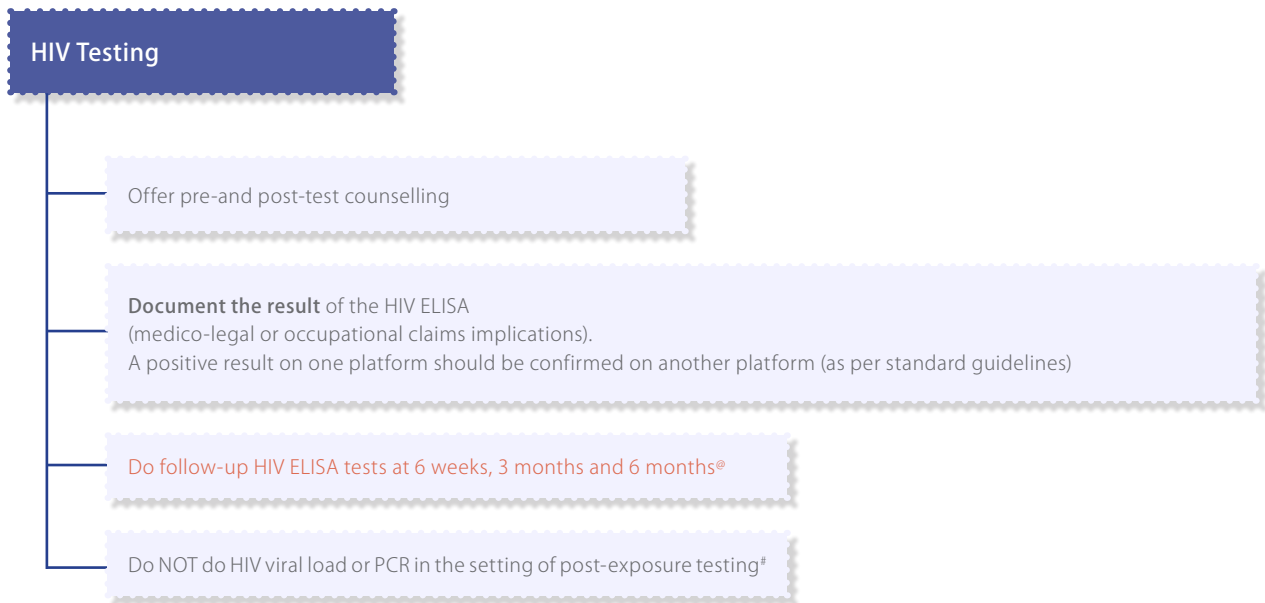 HIV Testing
Offer pre-and post-test counselling
Document the result of the HIV ELISA
(medico-legal or occupational claims implications).
A positive result on one platform should be confirmed on another platform (as per standard guidelines)
Do follow-up HIV ELISA tests at 6 weeks, 3 months and 6 months@
Do NOT do HIV viral load or PCR in the setting of post-exposure testing#